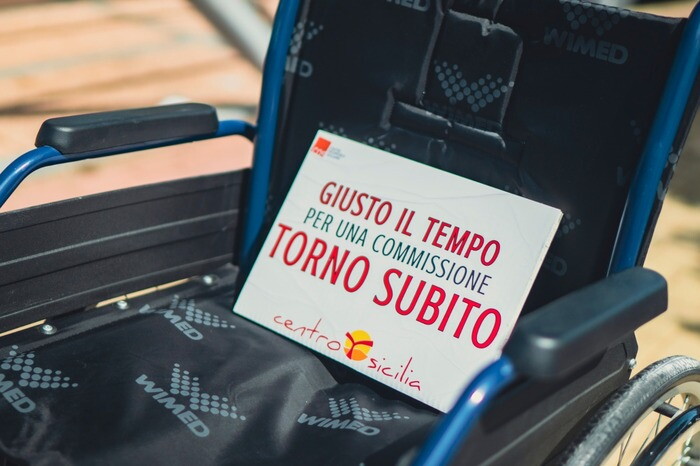 WIMED
GIUSTO IL TEMPO
PER UNA COMMISSIONE
TORNO SUBITO
centro sicilia
WIMED
WIMED
WIMED